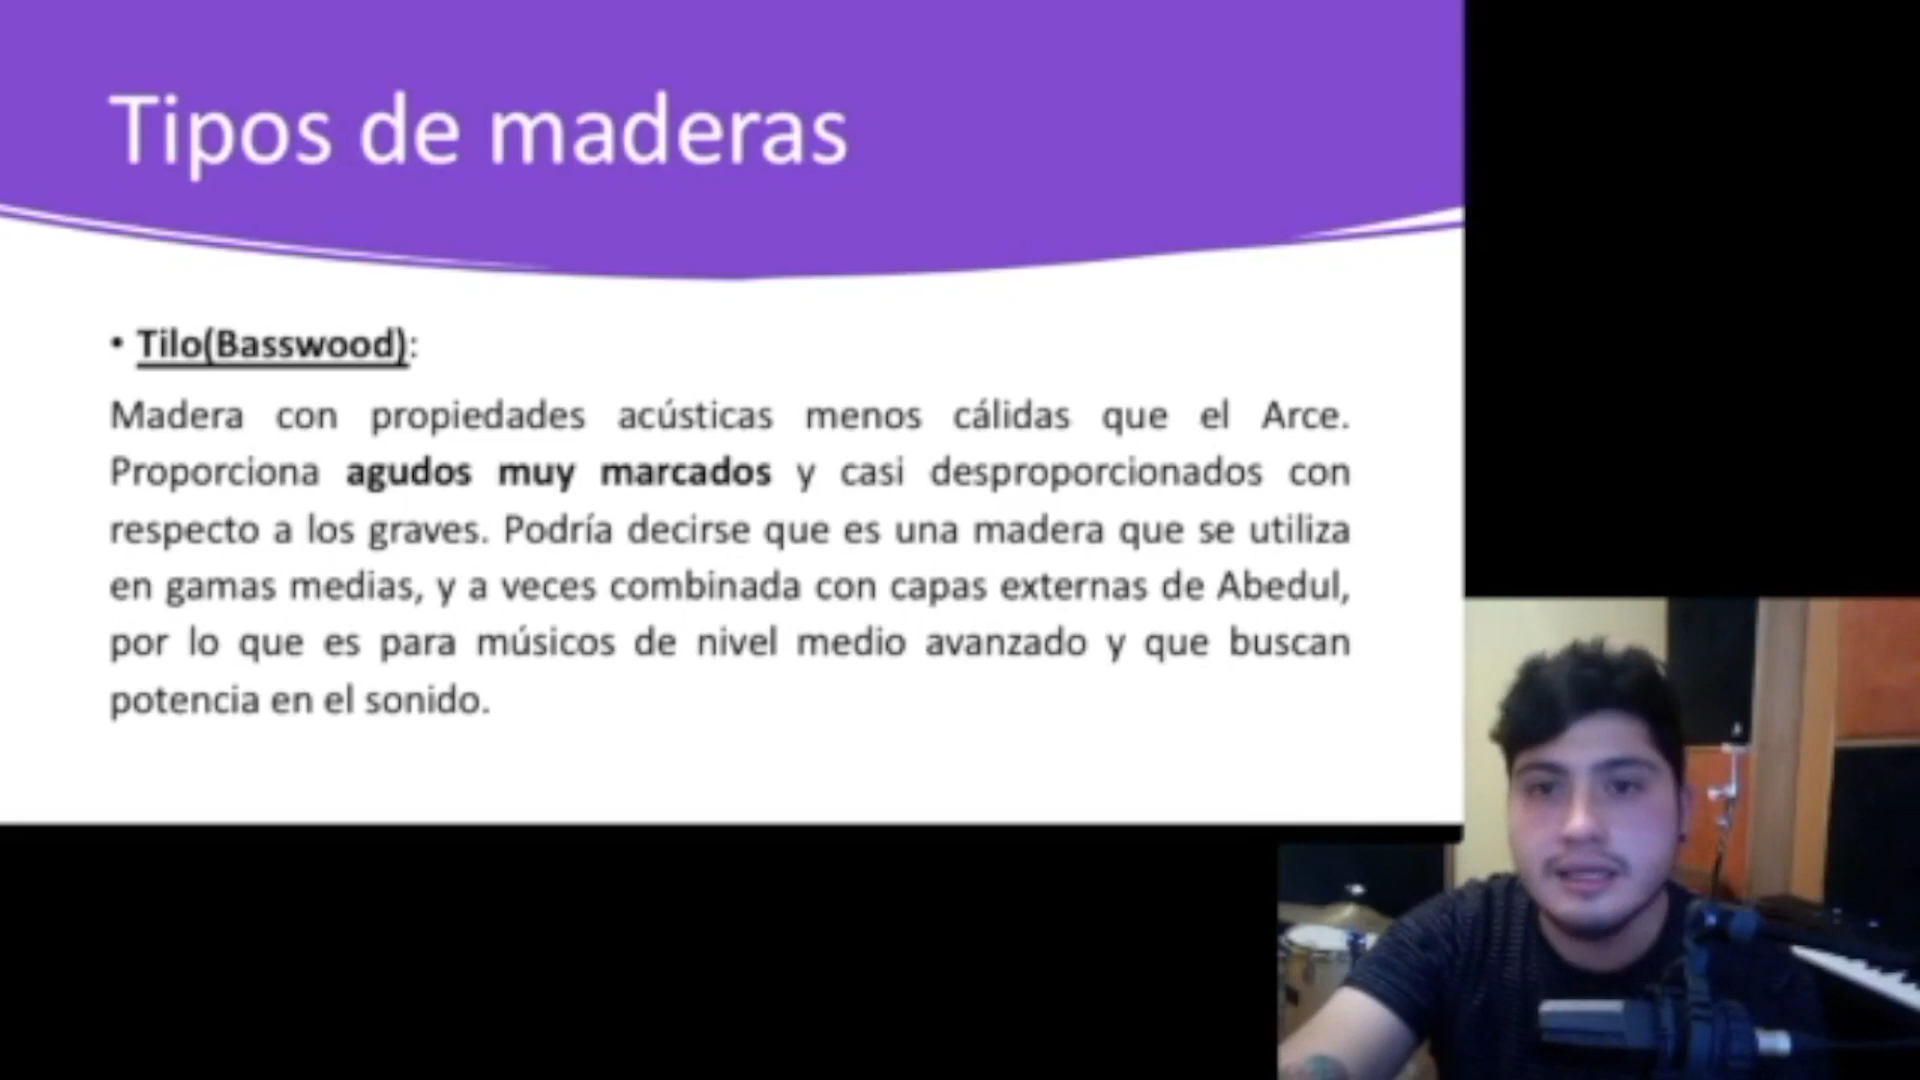 Tipos de maderas
• Tilo(Basswood):
Madera con propiedades acústicas menos cálidas que el Arce.
Proporciona agudos muy marcados y casi desproporcionados con
respecto a los graves. Podría decirse que es una madera que se utiliza
en gamas medias, y a veces combinada con capas externas de Abedul,
por lo que es para músicos de nivel medio avanzado y que buscan
potencia en el sonido.